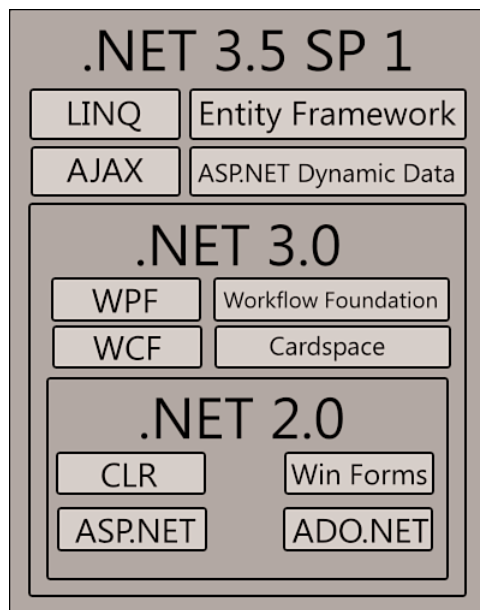 .NET 3.5 SP 1
LINQ Entity Framework
AJAX ASP.NET Dynamic Data
.NET 3.0
WPF Workflow Foundation
WCF Cardspace
.NET 2.0
CLR Win Forms
ASP.NET ADO.NET